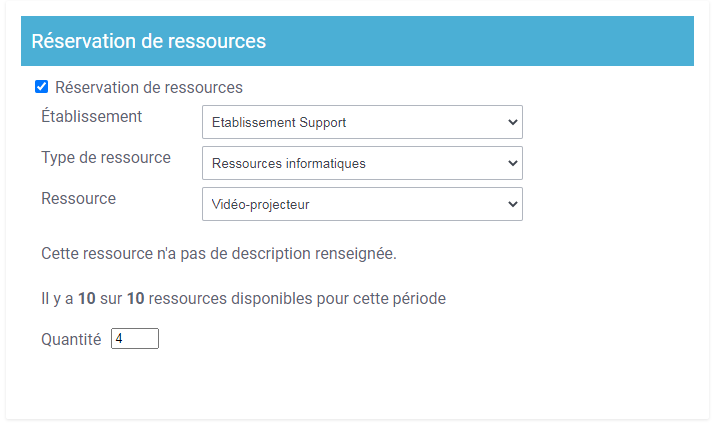 Réservation de ressources
Réservation de ressources
Établissement Etablissement Support
Type de ressource Ressources informatiques
Ressource Vidéo-projecteur
Cette ressource n'a pas de description renseignée.
Il y a 10 sur 10 ressources disponibles pour cette période
Quantité 4